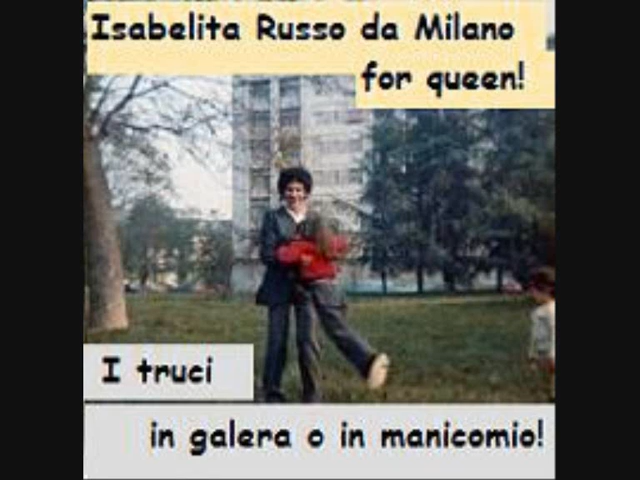 Isabelita Russo da Milano
for queen!
I truci
in galera o in manicomio!